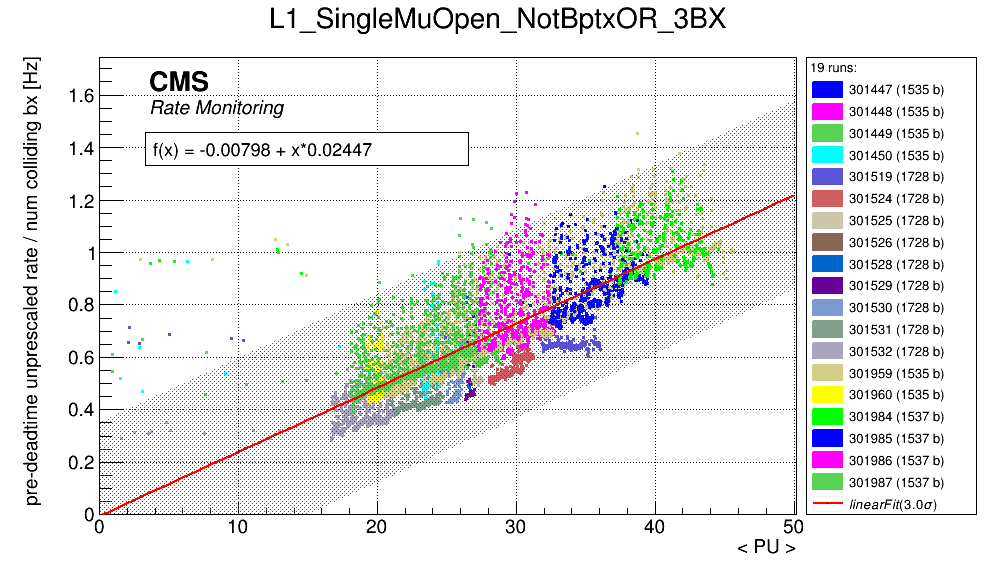 L1_SingleMuOpen_NotBptxOR_3BX
pre-deadtime unprescaled rate / num colliding bx [Hz]
CMS
Rate Monitoring
f(x) = -0.00798 + x*0.02447
1.6
1.4
1.2
1
0.8
0.6
0.4
0.2
0
0 10 20 30 40 50
< PU >
19 runs:
301447 (1535 b)
301448 (1535 b)
301449 (1535 b)
301450 (1535 b)
301519 (1728 b)
301524 (1728 b)
301525 (1728 b)
301526 (1728 b)
301528 (1728 b)
301529 (1728 b)
301530 (1728 b)
301531 (1728 b)
301532 (1728 b)
301959 (1535 b)
301960 (1535 b)
301984 (1537 b)
301985 (1537 b)
301986 (1537 b)
301987 (1537 b)
linearFit(3.0σ)